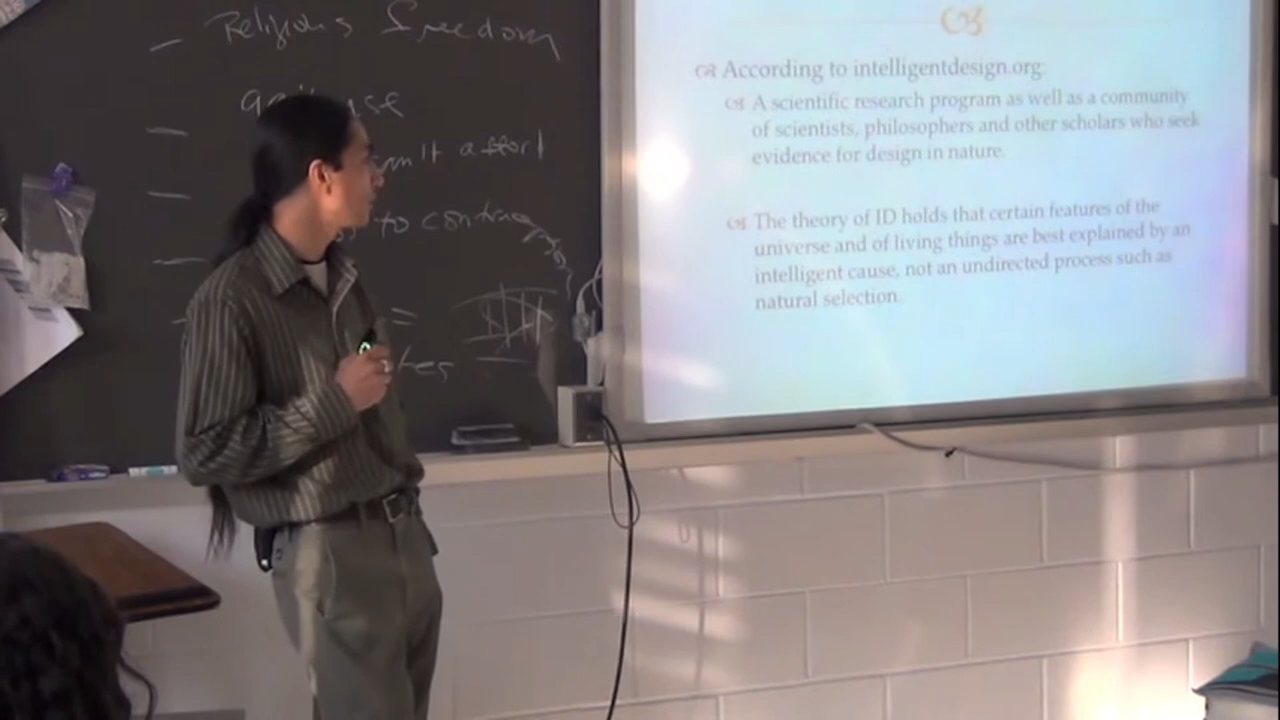 Religious freedom
to contrac
=
According to intelligentdesign.org:
A scientific research program as well as a community
of scientists, philosophers and other scholars who seek
evidence for design in nature.
The theory of ID holds that certain features of the
universe and of living things are best explained by an
intelligent cause, not an undirected process such as
natural selection.